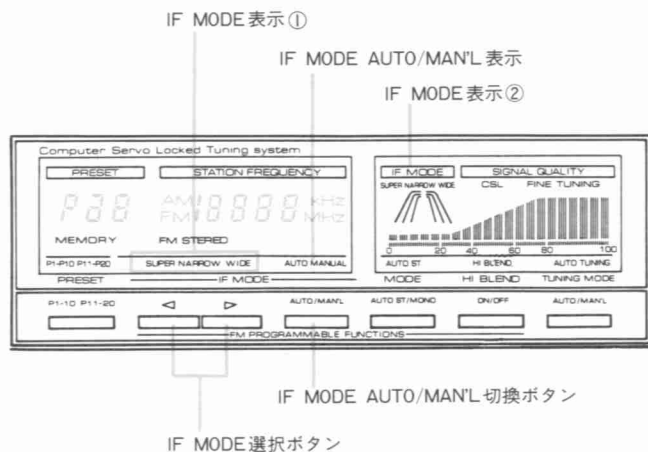 IF MODE表示①
IF MODE AUTO/MAN'L表示
IF MODE表示②
Computer Servo Locked Tuning system
PRESET STATION FREQUENCY
IF MODE SIGNAL QUALITY
SUPER NARROW WIDE CSL FINE TUNING
AM KHz
FM MHz
MEMORY FM STEREO
0 20 40 60 80 100
P1-P10 P11-P20 SUPER NARROW WIDE AUTO MANUAL
AUTO ST HI BLEND AUTO TUNING
PRESET IF MODE
MODE HI BLEND TUNING MODE
P1-10 P11-20 ◁ ▷ AUTO/MAN'L AUTO ST/MONO ON/OFF AUTO/MAN'L
FM PROGRAMMABLE FUNCTIONS
IF MODE AUTO/MAN'L切換ボタン
IF MODE選択ボタン